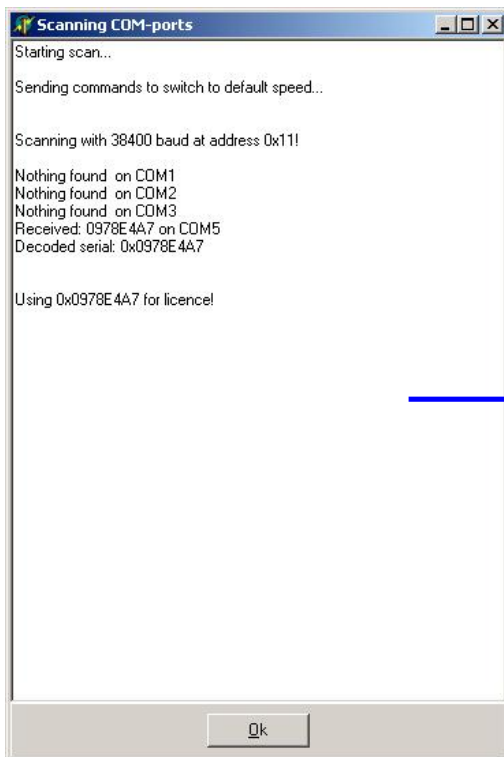 Scanning COM-ports
Starting scan...
Sending commands to switch to default speed...
Scanning with 38400 baud at address 0x11!
Nothing found  on COM1
Nothing found  on COM2
Nothing found  on COM3
Received: 0978E4A7 on COM5
Decoded serial: 0x0978E4A7
Using 0x0978E4A7 for licence!
Ok